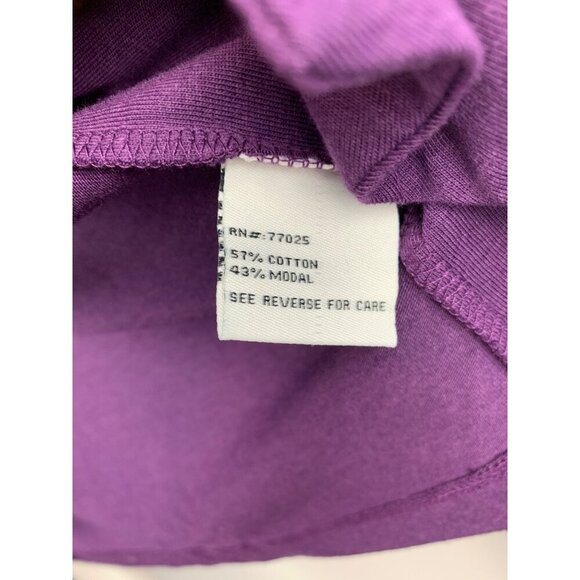 RN#:77025
57% COTTON
43% MODAL
SEE REVERSE FOR CARE